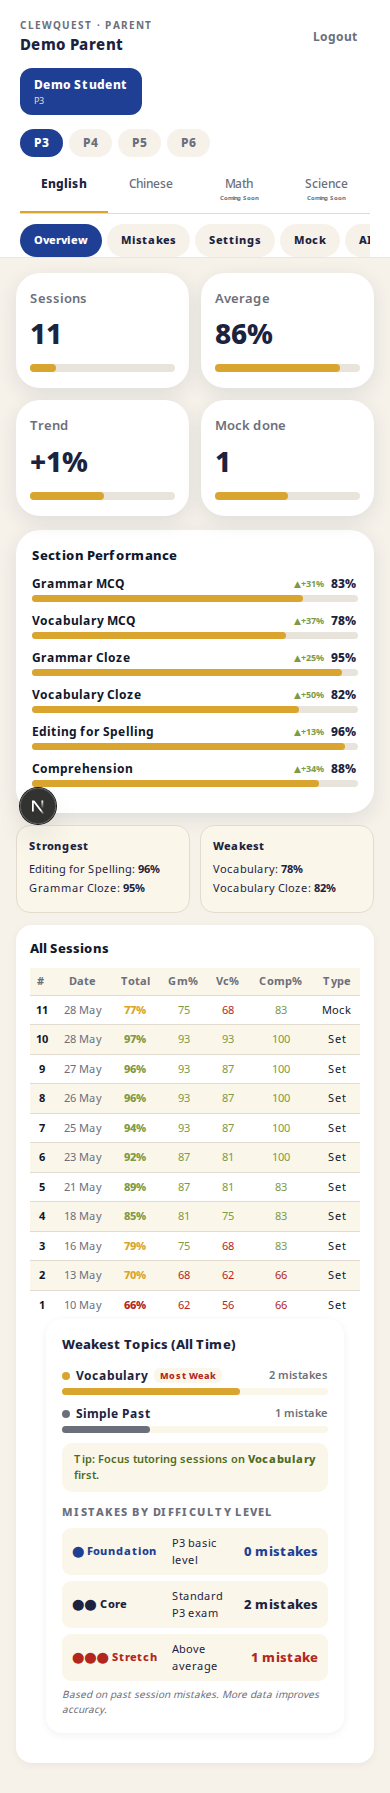 CLEWQUEST · PARENT
Demo Parent
Logout
Demo Student
P3
P3 P4 P5 P6
English Chinese Math Science
Coming Soon Coming Soon
Overview Mistakes Settings Mock AI
Sessions
11
Average
86%
Trend
+1%
Mock done
1
Section Performance
Grammar MCQ ▲+31% 83%
Vocabulary MCQ ▲+37% 78%
Grammar Cloze ▲+25% 95%
Vocabulary Cloze ▲+50% 82%
Editing for Spelling ▲+13% 96%
Comprehension ▲+34% 88%
N
Strongest
Editing for Spelling: 96%
Grammar Cloze: 95%
Weakest
Vocabulary: 78%
Vocabulary Cloze: 82%
All Sessions
# Date Total Gm% Vc% Comp% Type
11 28 May 77% 75 68 83 Mock
10 28 May 97% 93 93 100 Set
9 27 May 96% 93 87 100 Set
8 26 May 96% 93 87 100 Set
7 25 May 94% 93 87 100 Set
6 23 May 92% 87 81 100 Set
5 21 May 89% 87 81 83 Set
4 18 May 85% 81 75 83 Set
3 16 May 79% 75 68 83 Set
2 13 May 70% 68 62 66 Set
1 10 May 66% 62 56 66 Set
Weakest Topics (All Time)
Vocabulary Most Weak 2 mistakes
Simple Past 1 mistake
Tip: Focus tutoring sessions on Vocabulary
first.
MISTAKES BY DIFFICULTY LEVEL
Foundation P3 basic level 0 mistakes
Core Standard P3 exam 2 mistakes
Stretch Above average 1 mistake
Based on past session mistakes. More data improves
accuracy.